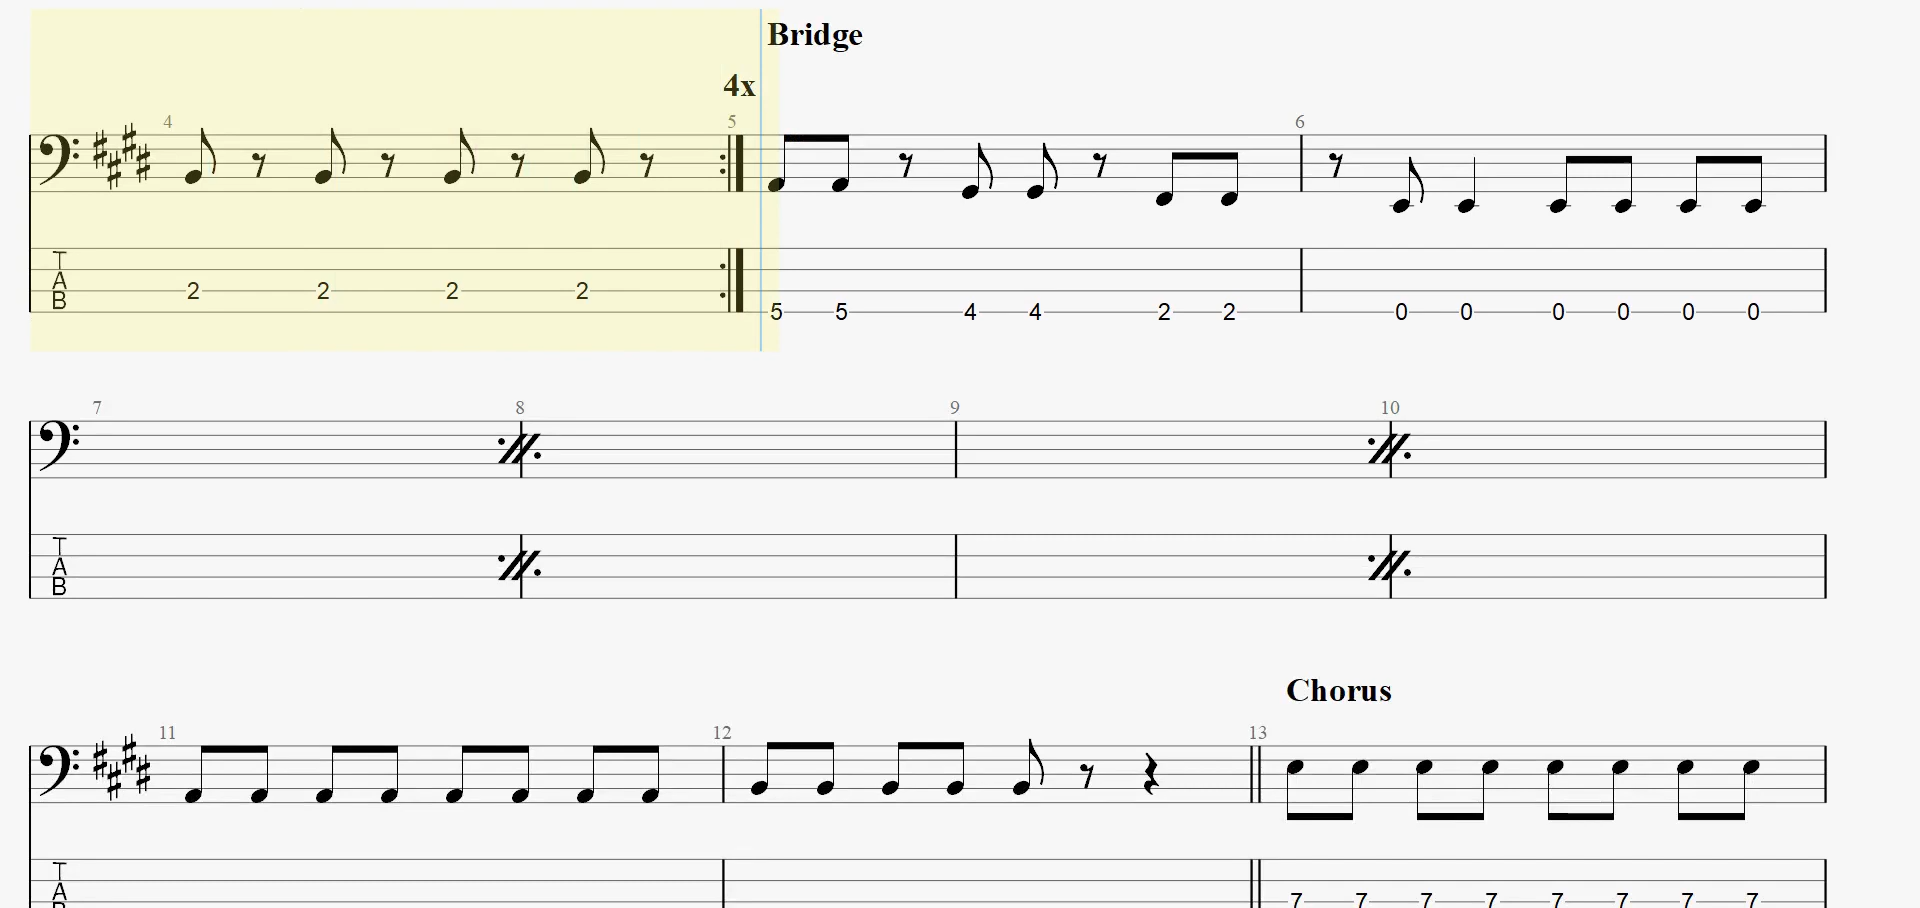 Bridge
4x
4 5 6
T
A
B
2 2 2 2 5 5 4 4 2 2 0 0 0 0 0 0
7 8 9 10
T
A
B
Chorus
11 12 13
T
A
7 7 7 7 7 7 7 7